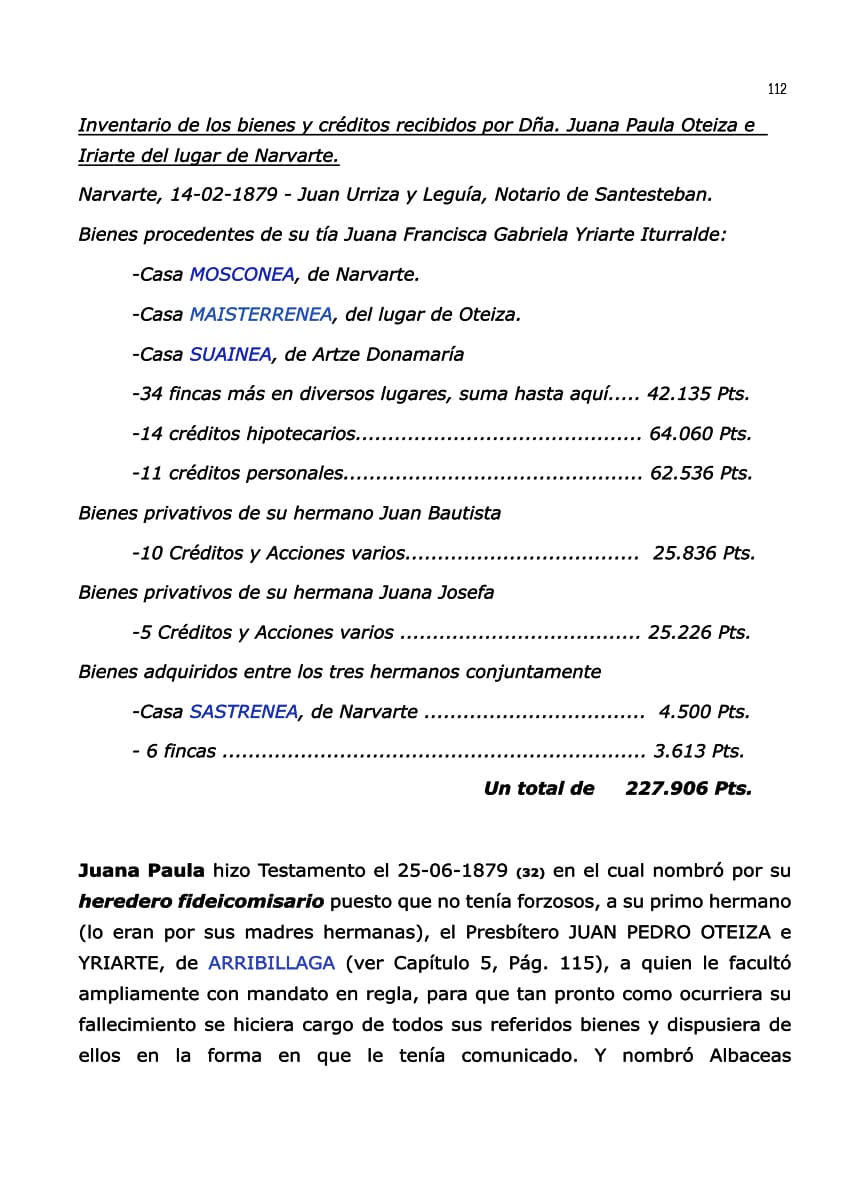 112
Inventario de los bienes y créditos recibidos por Dña. Juana Paula Oteiza e
Iriarte del lugar de Narvarte.
Narvarte, 14-02-1879 - Juan Urriza y Leguía, Notario de Santesteban.
Bienes procedentes de su tía Juana Francisca Gabriela Yriarte Iturralde:
-Casa MOSCONEA, de Narvarte.
-Casa MAISTERRENEA, del lugar de Oteiza.
-Casa SUAINEA, de Artze Donamaría
-34 fincas más en diversos lugares, suma hasta aquí..... 42.135 Pts.
-14 créditos hipotecarios............................................ 64.060 Pts.
-11 créditos personales.............................................. 62.536 Pts.
Bienes privativos de su hermano Juan Bautista
-10 Créditos y Acciones varios.................................... 25.836 Pts.
Bienes privativos de su hermana Juana Josefa
-5 Créditos y Acciones varios ..................................... 25.226 Pts.
Bienes adquiridos entre los tres hermanos conjuntamente
-Casa SASTRENEA, de Narvarte .................................. 4.500 Pts.
- 6 fincas ................................................................. 3.613 Pts.
Un total de 227.906 Pts.
Juana Paula hizo Testamento el 25-06-1879 (32) en el cual nombró por su
heredero fideicomisario puesto que no tenía forzosos, a su primo hermano
(lo eran por sus madres hermanas), el Presbítero JUAN PEDRO OTEIZA e
YRIARTE, de ARRIBILLAGA (ver Capítulo 5, Pág. 115), a quien le facultó
ampliamente con mandato en regla, para que tan pronto como ocurriera su
fallecimiento se hiciera cargo de todos sus referidos bienes y dispusiera de
ellos en la forma en que le tenía comunicado. Y nombró Albaceas